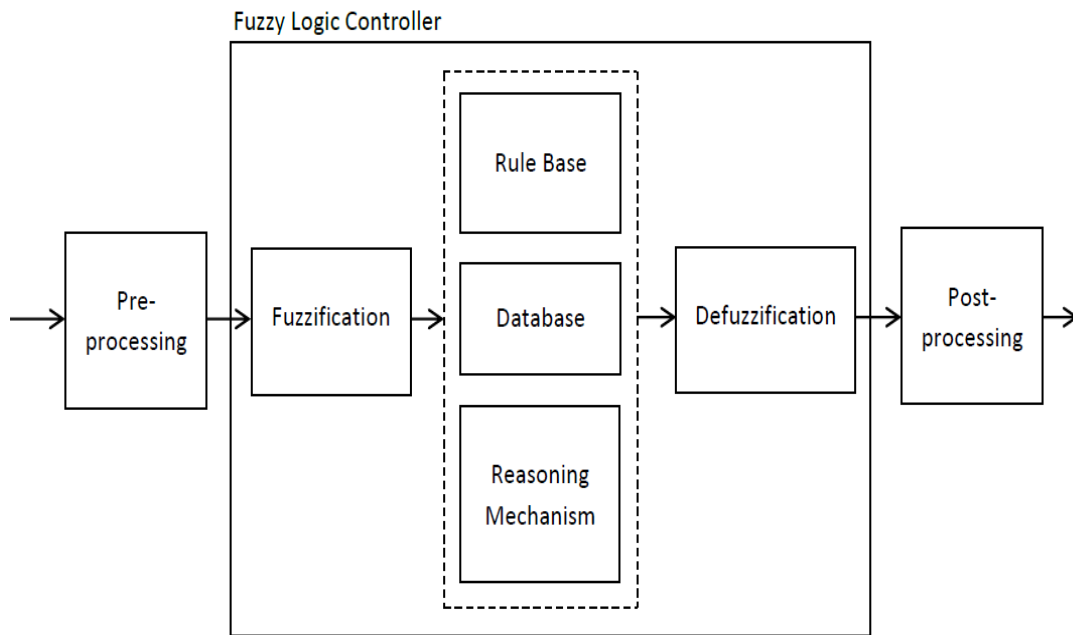 Fuzzy Logic Controller
Rule Base
Pre-
processing
Fuzzification
Database
Defuzzification
Post-
processing
Reasoning
Mechanism